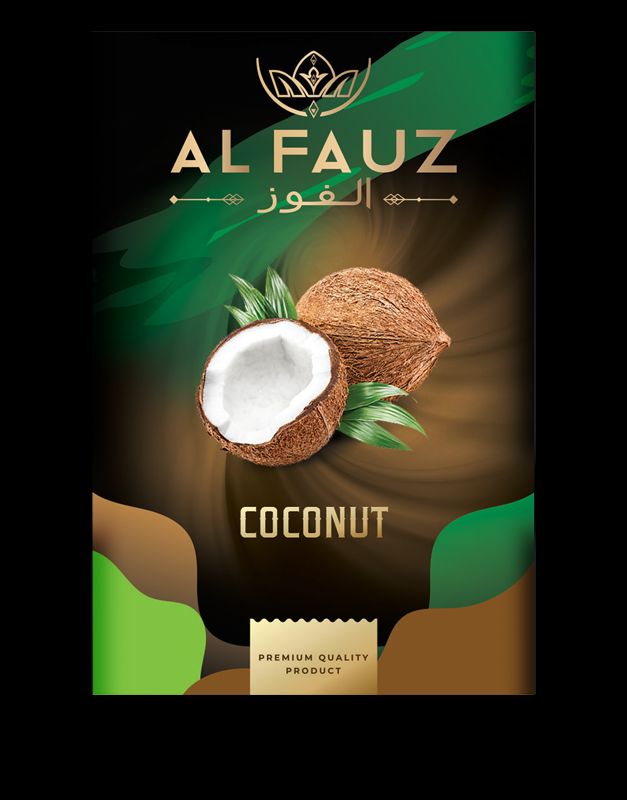 AL FAUZ
الفوز
COCONUT
PREMIUM QUALITY
PRODUCT